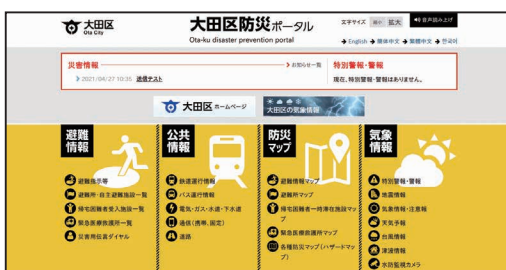 大田区
Ota City
大田区防災ポータル
Ota-ku disaster prevention portal
文字サイズ 縮小 拡大
音声読み上げ
English 簡体中文 繁體中文 한국어
災害情報
お知らせ一覧
2021/04/27 10:35 送信テスト
特別警報・警報
現在、特別警報・警報はありません。
大田区 ホームページ
大田区の気象情報
避難情報
避難指示等
避難所・自主避難施設一覧
帰宅困難者受入施設一覧
緊急医療救護所一覧
災害用伝言ダイヤル
公共情報
鉄道運行情報
バス運行情報
電気・ガス・水道・下水道
通信(携帯、固定)
道路
防災マップ
避難情報マップ
避難所マップ
帰宅困難者一時滞在施設マッ
プ
緊急医療救護所マップ
各種防災マップ(ハザードマッ
プ)
気象情報
特別警報・警報
地震情報
気象情報・注意報
天気予報
台風情報
津波情報
水防監視カメラ